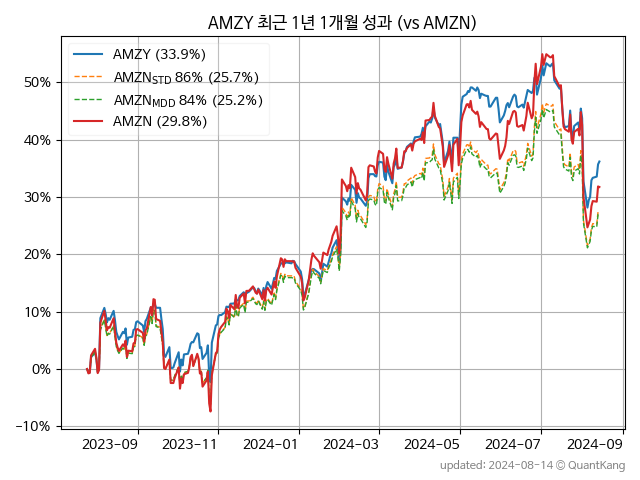 AMZY 최근 1년 1개월 성과 (vs AMZN)
AMZY (33.9%)
AMZN_STD 86% (25.7%)
AMZN_MDD 84% (25.2%)
AMZN (29.8%)
50%
40%
30%
20%
10%
0%
−10%
2023-09 2023-11 2024-01 2024-03 2024-05 2024-07 2024-09
updated: 2024-08-14 © QuantKang